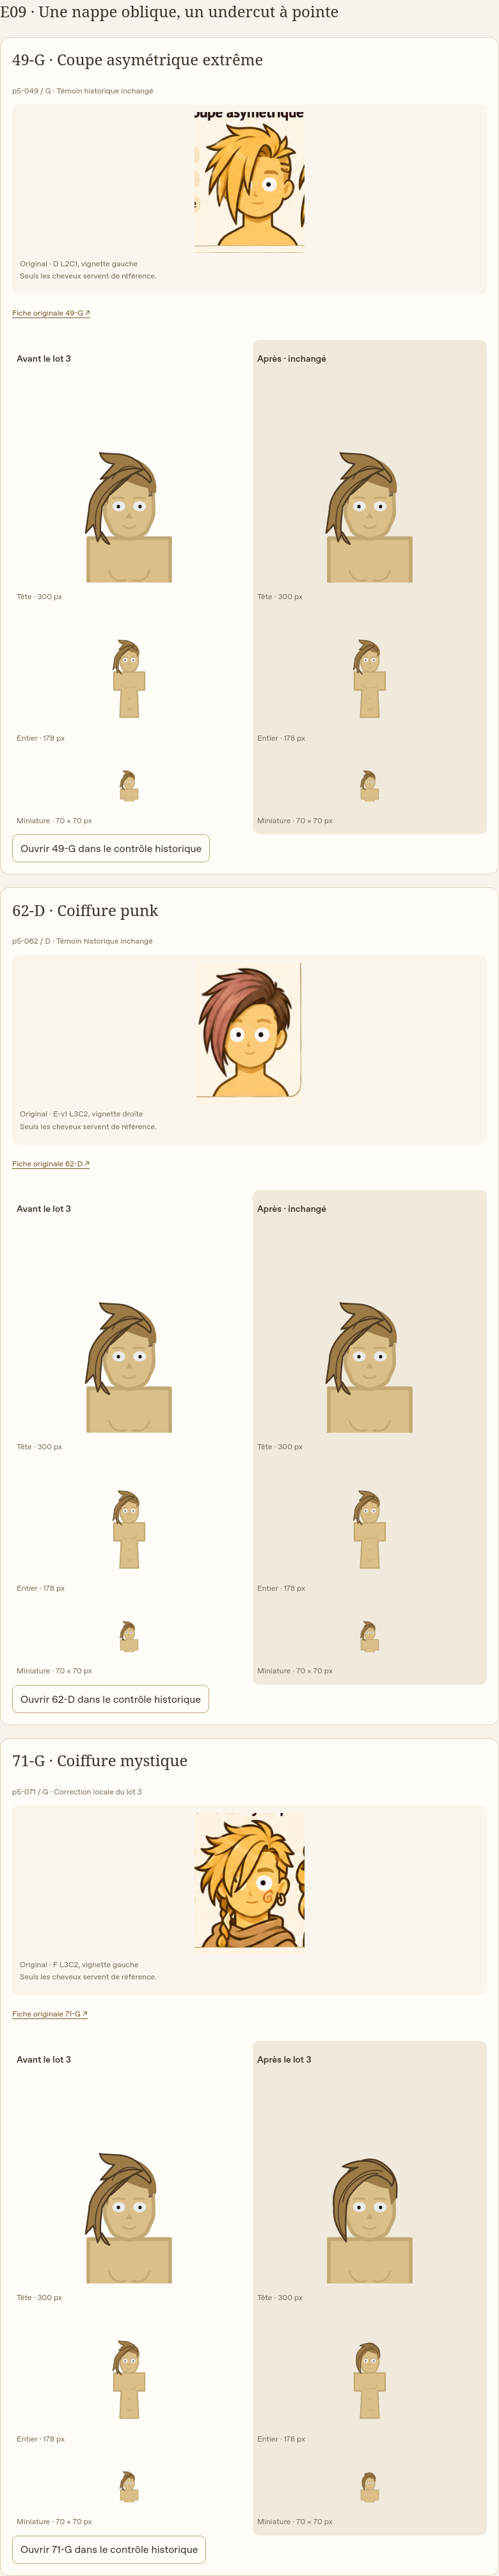 E09 · Une nappe oblique, un undercut à pointe
49-G · Coupe asymétrique extrême
p5-049 / G · Témoin historique inchangé
oupe asymétrique
e
Original · D L2C1, vignette gauche
Seuls les cheveux servent de référence.
Fiche originale 49-G ↗
Avant le lot 3
Après · inchangé
Tête · 300 px
Tête · 300 px
Entier · 178 px
Entier · 178 px
Miniature · 70 × 70 px
Miniature · 70 × 70 px
Ouvrir 49-G dans le contrôle historique
62-D · Coiffure punk
p5-062 / D · Témoin historique inchangé
Original · E-v1 L3C2, vignette droite
Seuls les cheveux servent de référence.
Fiche originale 62-D ↗
Avant le lot 3
Après · inchangé
Tête · 300 px
Tête · 300 px
Entier · 178 px
Entier · 178 px
Miniature · 70 × 70 px
Miniature · 70 × 70 px
Ouvrir 62-D dans le contrôle historique
71-G · Coiffure mystique
p5-071 / G · Correction locale du lot 3
Original · F L3C2, vignette gauche
Seuls les cheveux servent de référence.
Fiche originale 71-G ↗
Avant le lot 3
Après le lot 3
Tête · 300 px
Tête · 300 px
Entier · 178 px
Entier · 178 px
Miniature · 70 × 70 px
Miniature · 70 × 70 px
Ouvrir 71-G dans le contrôle historique